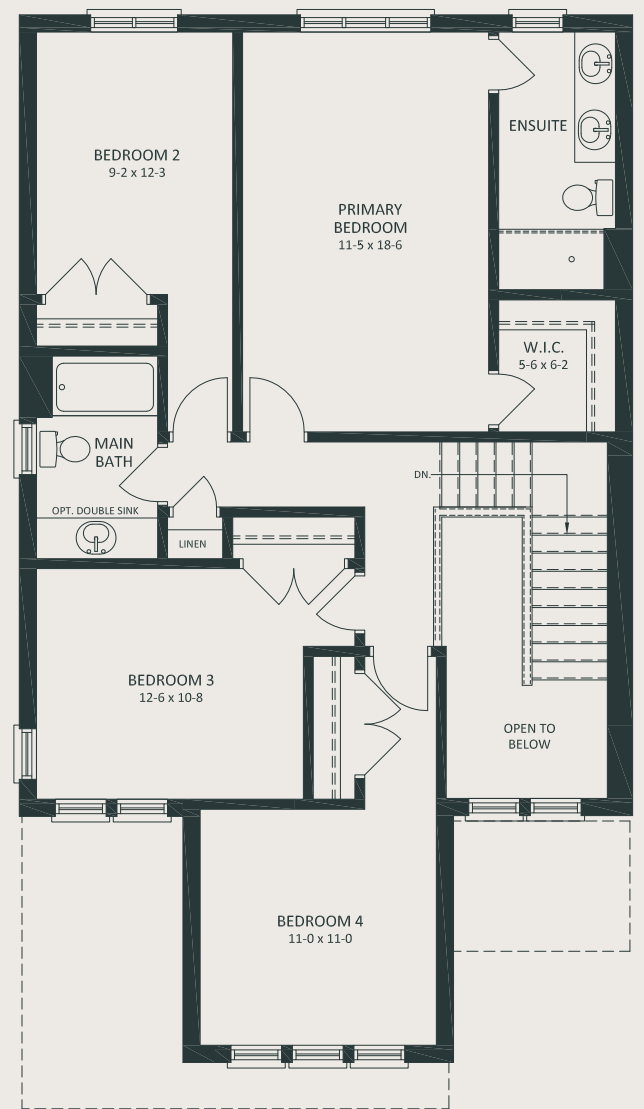 BEDROOM 2
9-2 x 12-3
ENSUITE
PRIMARY
BEDROOM
11-5 x 18-6
W.I.C.
5-6 x 6-2
MAIN
BATH
DN.
OPT. DOUBLE SINK
LINEN
BEDROOM 3
12-6 x 10-8
OPEN TO
BELOW
BEDROOM 4
11-0 x 11-0